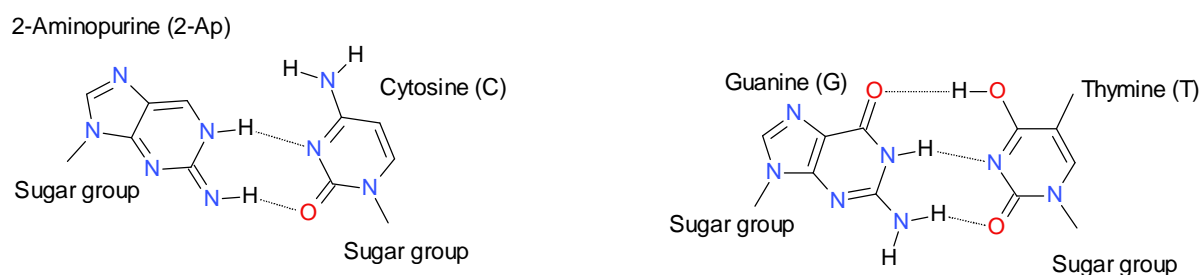 2-Aminopurine (2-Ap)
H H
N N Cytosine (C)
N N H N
N
Sugar group N H N
O
Sugar group
Guanine (G) O H O Thymine (T)
N
N H N
N
N N
Sugar group N H O
H
Sugar group